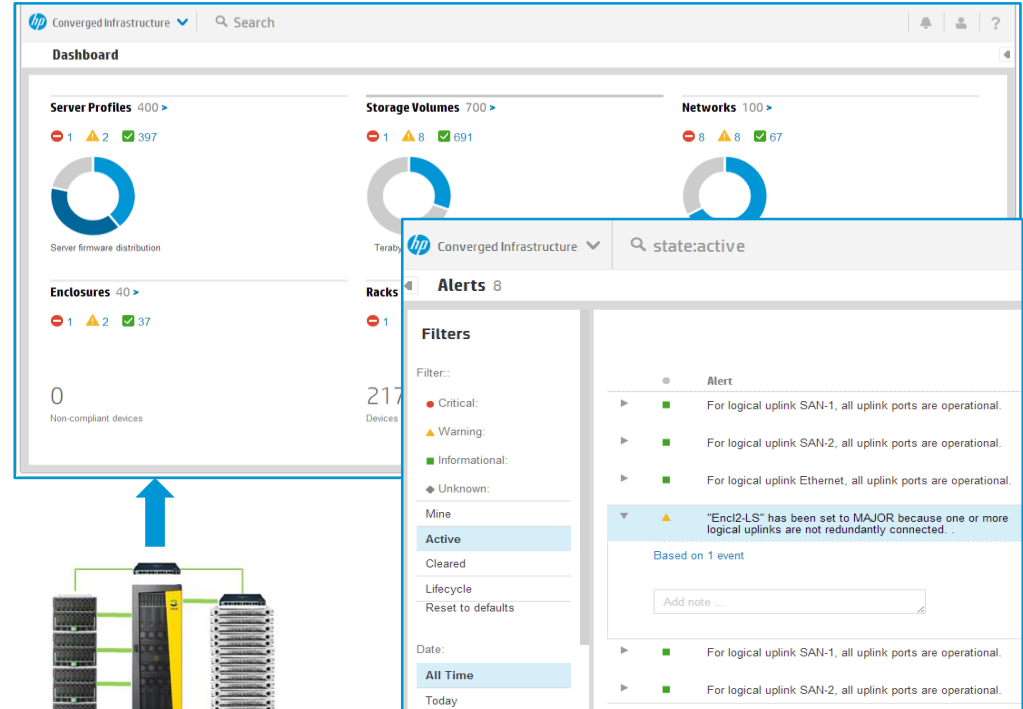 hp Converged Infrastructure Search ?
Dashboard
Server Profiles 400 >
1 2 397
Server firmware distribution
Storage Volumes 700 >
1 8 691
Networks 100 >
8 8 67
Enclosures 40 >
1 2 37
0
Non-compliant devices
Racks
1
217
Devices
hp Converged Infrastructure state:active
Alerts 8
Filters
Filter::
Critical:
Warning:
Informational:
Unknown:
Mine
Active
Cleared
Lifecycle
Reset to defaults
Date:
All Time
Today
Alert
For logical uplink SAN-1, all uplink ports are operational.
For logical uplink SAN-2, all uplink ports are operational.
For logical uplink Ethernet, all uplink ports are operational.
"Encl2-LS" has been set to MAJOR because one or more
logical uplinks are not redundantly connected. .
Based on 1 event
Add note ...
For logical uplink SAN-1, all uplink ports are operational.
For logical uplink SAN-2, all uplink ports are operational.